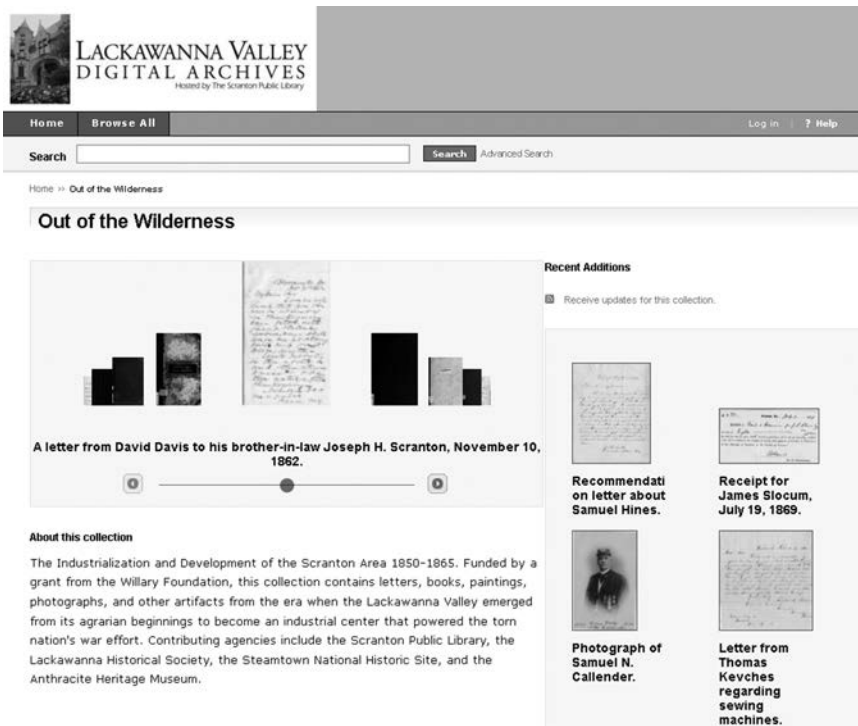 LACKAWANNA VALLEY
DIGITAL ARCHIVES
Hosted by The Scranton Public Library
Home Browse All Log in | ? Help
Search Search Advanced Search
Home ›› Out of the Wilderness
Out of the Wilderness
A letter from David Davis to his brother-in-law Joseph H. Scranton, November 10,
1862.
About this collection
The Industrialization and Development of the Scranton Area 1850-1865. Funded by a
grant from the Willary Foundation, this collection contains letters, books, paintings,
photographs, and other artifacts from the era when the Lackawanna Valley emerged
from its agrarian beginnings to become an industrial center that powered the torn
nation's war effort. Contributing agencies include the Scranton Public Library, the
Lackawanna Historical Society, the Steamtown National Historic Site, and the
Anthracite Heritage Museum.
Recent Additions
Receive updates for this collection.
Recommendati
on letter about
Samuel Hines.
Receipt for
James Slocum,
July 19, 1869.
Photograph of
Samuel N.
Callender.
Letter from
Thomas
Kevches
regarding
sewing
machines.